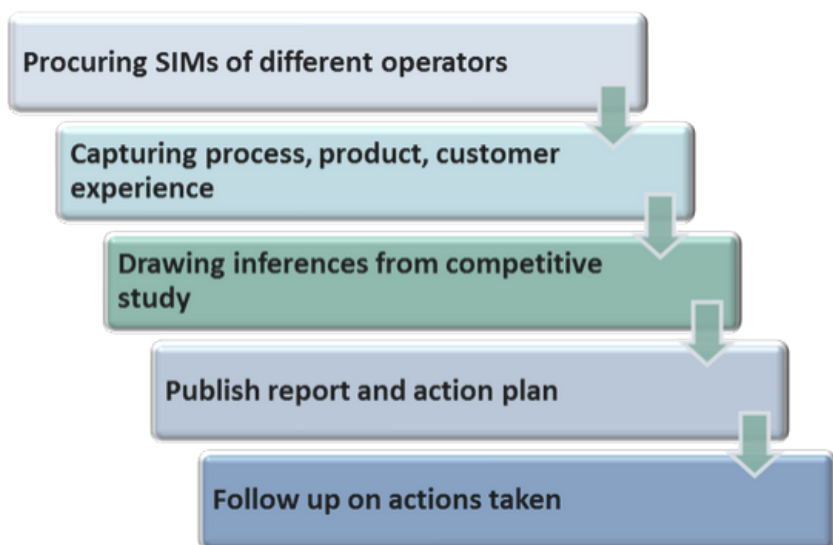 Procuring SIMs of different operators
Capturing process, product, customer
experience
Drawing inferences from competitive
study
Publish report and action plan
Follow up on actions taken